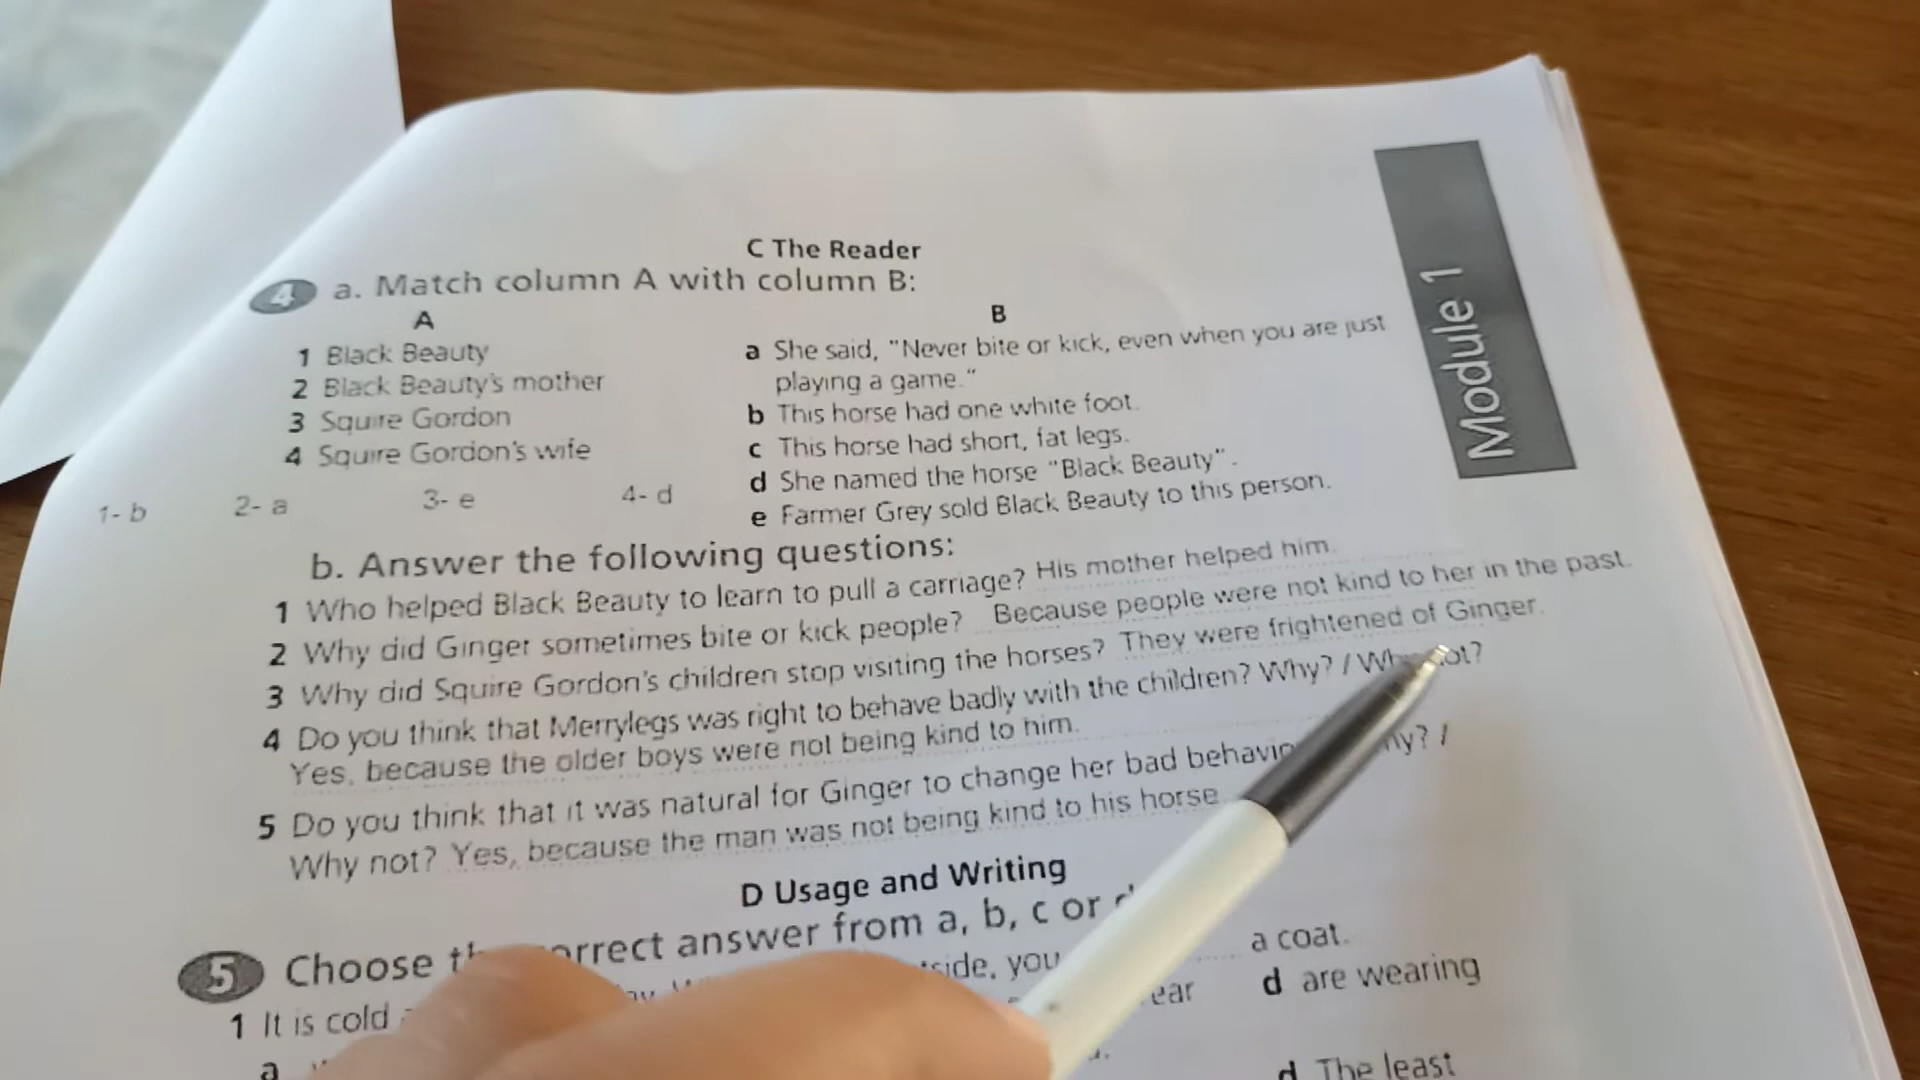 C The Reader
4 a. Match column A with column B:
A B
1 Black Beauty
2 Black Beauty's mother
3 Squire Gordon
4 Squire Gordon's wife
a She said, "Never bite or kick, even when you are just
playing a game."
b This horse had one white foot.
c This horse had short, fat legs.
d She named the horse "Black Beauty".
e Farmer Grey sold Black Beauty to this person.
1- b 2- a 3- e 4- d
b. Answer the following questions:
1 Who helped Black Beauty to learn to pull a carriage? His mother helped him.
2 Why did Ginger sometimes bite or kick people? Because people were not kind to her in the past.
3 Why did Squire Gordon's children stop visiting the horses? They were frightened of Ginger.
4 Do you think that Merrylegs was right to behave badly with the children? Why? /
Yes, because the older boys were not being kind to him.
5 Do you think that it was natural for Ginger to change her bad /
Why not? Yes, because the man was not being kind to his horse
D Usage and Writing
5 Choose answer from a, b, c or
1 It is cold you a coat.
a d are wearing
d The least
Module 1